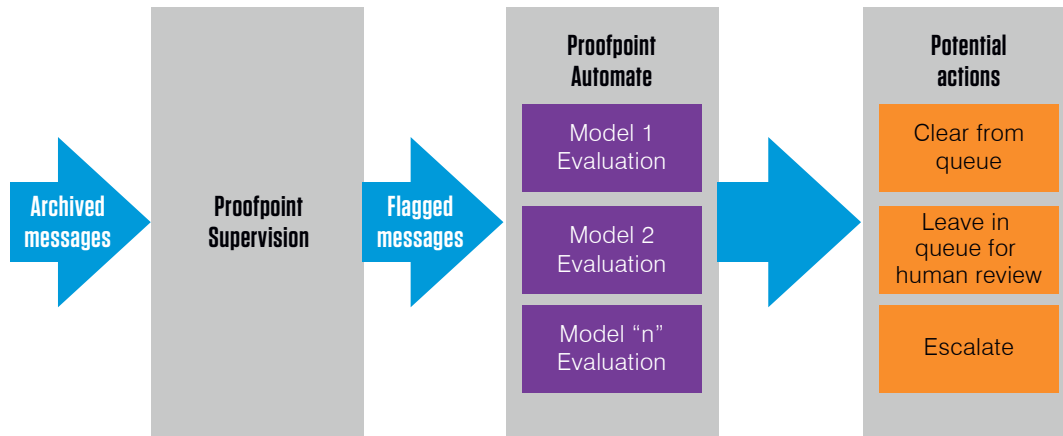 Archived
messages
Proofpoint
Supervision
Flagged
messages
Proofpoint
Automate
Model 1
Evaluation
Model 2
Evaluation
Model “n”
Evaluation
Potential
actions
Clear from
queue
Leave in
queue for
human review
Escalate